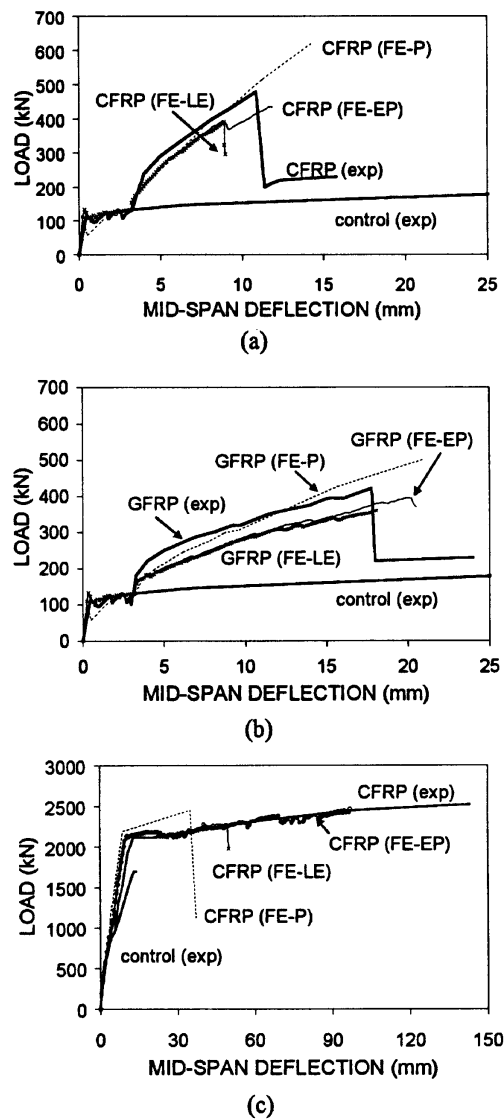 700
600
500
400
300
200
100
0
LOAD (kN)
CFRP (FE-P)
CFRP (FE-LE)
CFRP (FE-EP)
CFRP (exp)
control (exp)
0 5 10 15 20 25
MID-SPAN DEFLECTION (mm)
(a)
700
600
500
400
300
200
100
0
LOAD (kN)
GFRP (FE-EP)
GFRP (FE-P)
GFRP (exp)
GFRP (FE-LE)
control (exp)
0 5 10 15 20 25
MID-SPAN DEFLECTION (mm)
(b)
3000
2500
2000
1500
1000
500
0
LOAD (kN)
CFRP (exp)
CFRP (FE-EP)
CFRP (FE-LE)
CFRP (FE-P)
control (exp)
0 30 60 90 120 150
MID-SPAN DEFLECTION (mm)
(c)